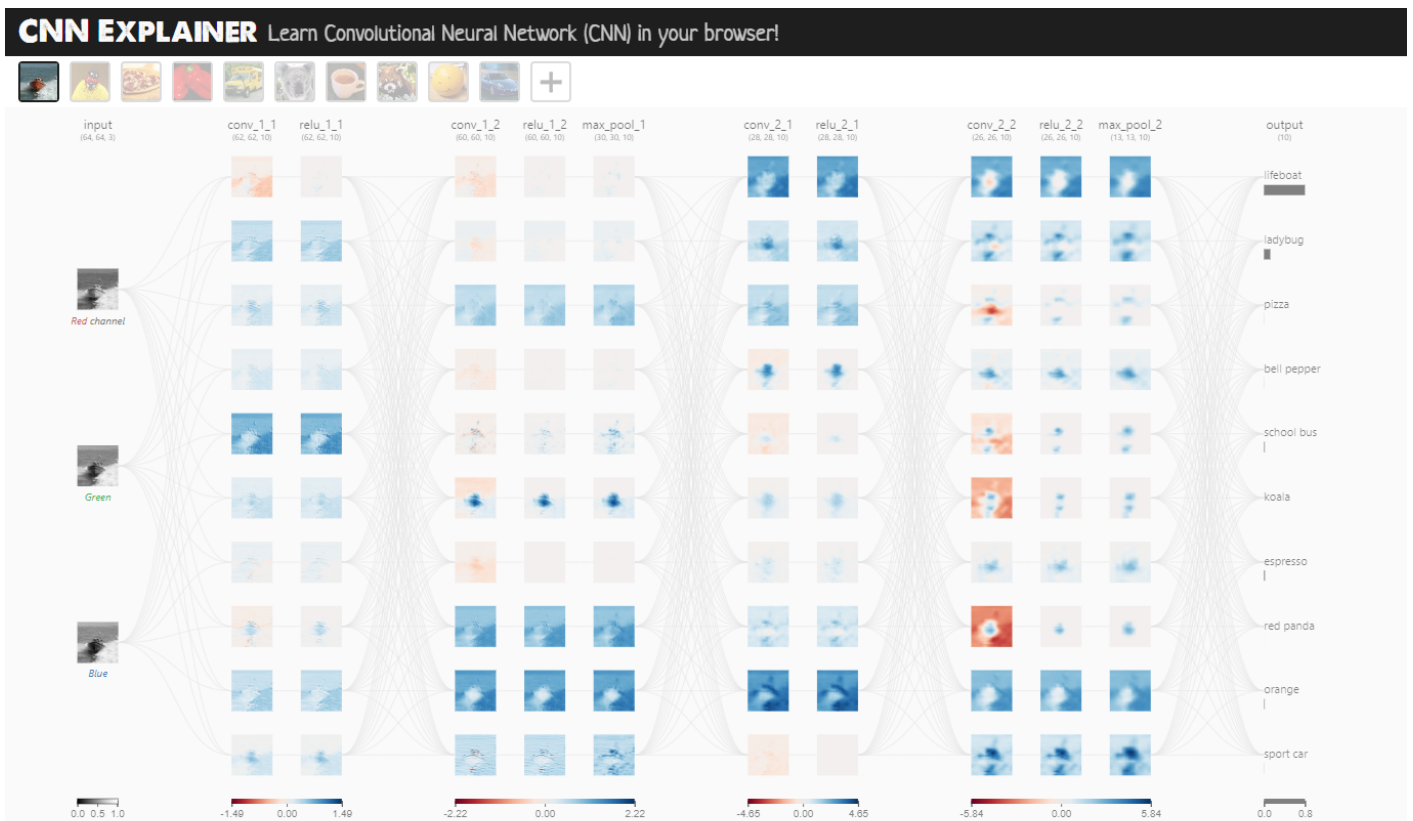 CNN EXPLAINER Learn Convolutional Neural Network (CNN) in your browser!
input conv_1_1 relu_1_1 conv_1_2 relu_1_2 max_pool_1 conv_2_1 relu_2_1 conv_2_2 relu_2_2 max_pool_2 output
(64, 64, 3) (62, 62, 10) (62, 62, 10) (60, 60, 10) (60, 60, 10) (30, 30, 10) (28, 28, 10) (28, 28, 10) (26, 26, 10) (26, 26, 10) (13, 13, 10) (10)
lifeboat
ladybug
pizza
Red channel
bell pepper
school bus
koala
Green
espresso
red panda
Blue
orange
sport car
0.0 0.5 1.0 -1.49 0.00 1.49 -2.22 0.00 2.22 -4.65 0.00 4.65 -5.84 0.00 5.84 0.0 0.8